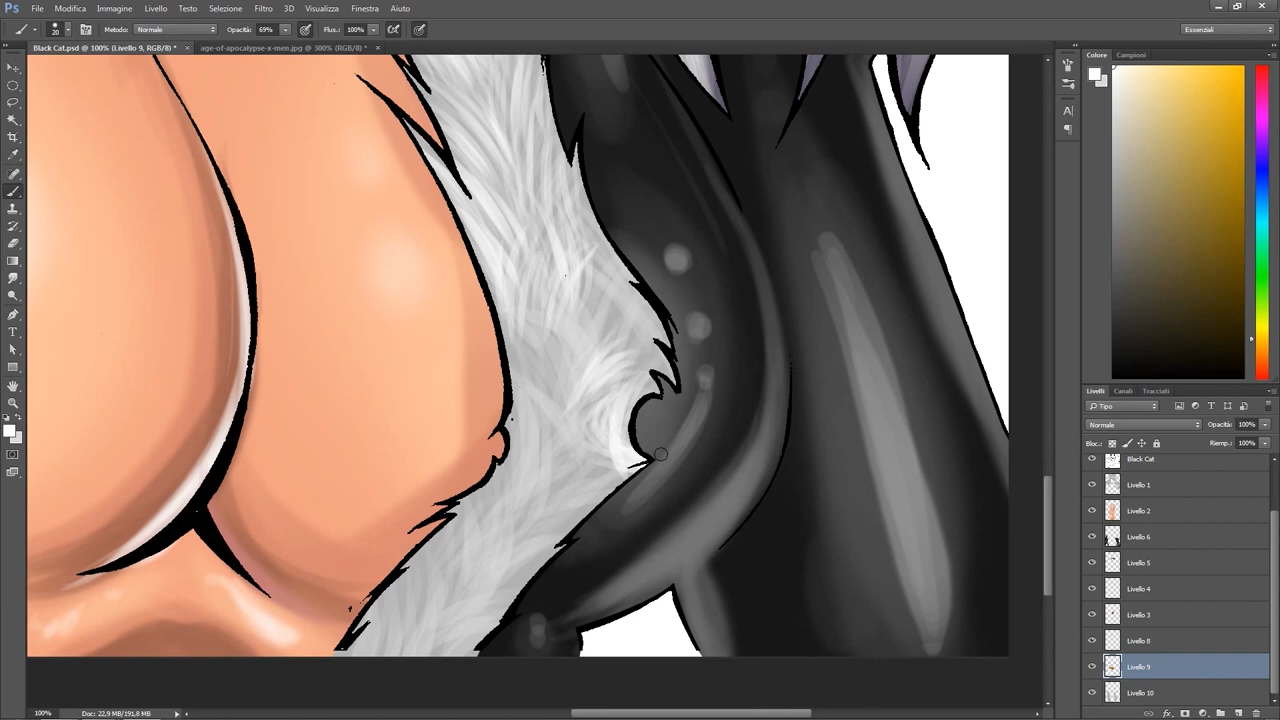 Ps File Modifica Immagine Livello Testo Selezione Filtro 3D Visualizza Finestra Aiuto
20 Metodo: Normale Opacità: 69% Flus.: 100% Essenziali
Black Cat.psd @ 100% (Livello 9, RGB/8) * × age-of-apocalypse-x-men.jpg @ 300% (RGB/8) * ×
Colore Campioni
Livelli Canali Tracciati
Tipo
Normale Opacità: 100%
Bloc.: Riemp.: 100%
Black Cat
Livello 1
Livello 2
Livello 6
Livello 5
Livello 4
Livello 3
Livello 8
Livello 9
Livello 10
100% Doc: 22,9 MB/191,8 MB